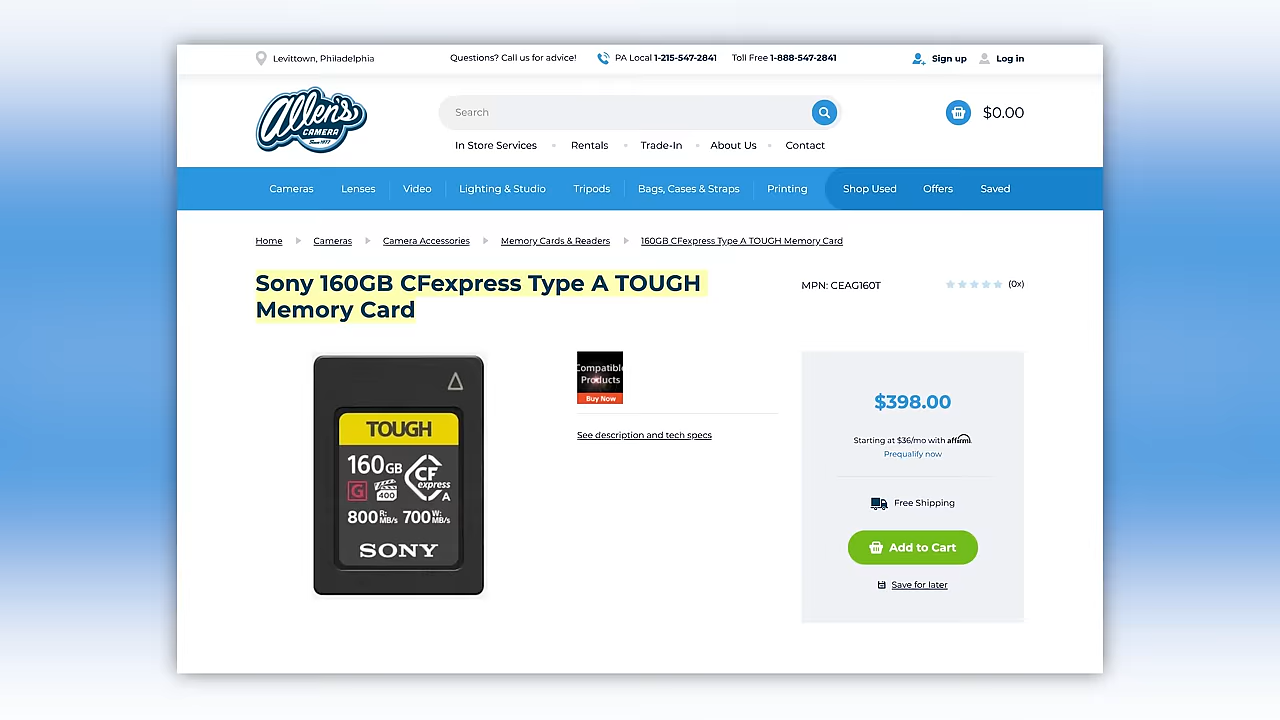 Levittown, Philadelphia
Questions? Call us for advice!
PA Local 1-215-547-2841
Toll Free 1-888-547-2841
Sign up
Log in
Allen's
CAMERA
Since 1977
Search
$0.00
In Store Services
Rentals
Trade-In
About Us
Contact
Cameras
Lenses
Video
Lighting & Studio
Tripods
Bags, Cases & Straps
Printing
Shop Used
Offers
Saved
Home
Cameras
Camera Accessories
Memory Cards & Readers
160GB CFexpress Type A TOUGH Memory Card
Sony 160GB CFexpress Type A TOUGH
Memory Card
MPN: CEAG160T
(0x)
TOUGH
160GB
CF
express
A
G
400
800 R: MB/s 700 W: MB/s
SONY
Compatible
Products
Buy Now
See description and tech specs
$398.00
Starting at $36/mo with affirm.
Prequalify now
Free Shipping
Add to Cart
Save for later